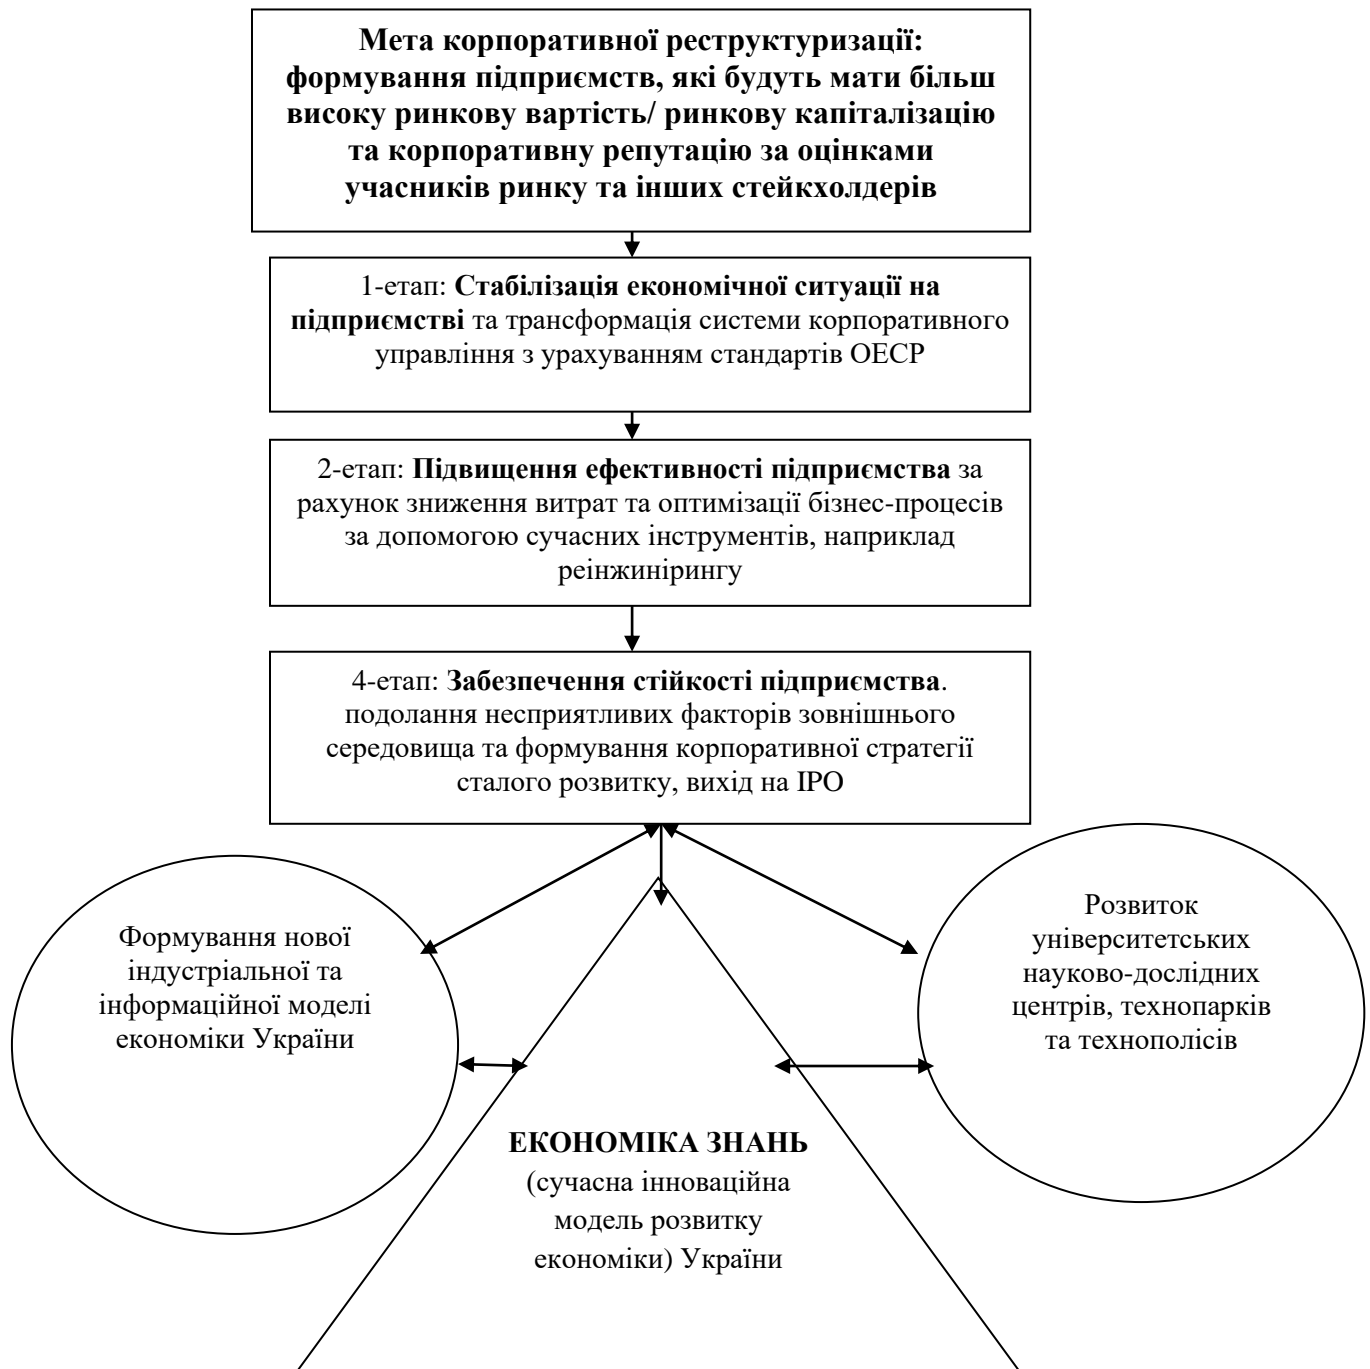 Мета корпоративної реструктуризації:
формування підприємств, які будуть мати більш
високу ринкову вартість/ ринкову капіталізацію
та корпоративну репутацію за оцінками
учасників ринку та інших стейкхолдерів
1-етап: Стабілізація економічної ситуації на
підприємстві та трансформація системи корпоративного
управління з урахуванням стандартів ОЕСР
2-етап: Підвищення ефективності підприємства за
рахунок зниження витрат та оптимізації бізнес-процесів
за допомогою сучасних інструментів, наприклад
реінжинірингу
4-етап: Забезпечення стійкості підприємства.
подолання несприятливих факторів зовнішнього
середовища та формування корпоративної стратегії
сталого розвитку, вихід на ІРО
Формування нової
індустріальної та
інформаційної моделі
економіки України
Розвиток
університетських
науково-дослідних
центрів, технопарків
та технополісів
ЕКОНОМІКА ЗНАНЬ
(сучасна інноваційна
модель розвитку
економіки) України